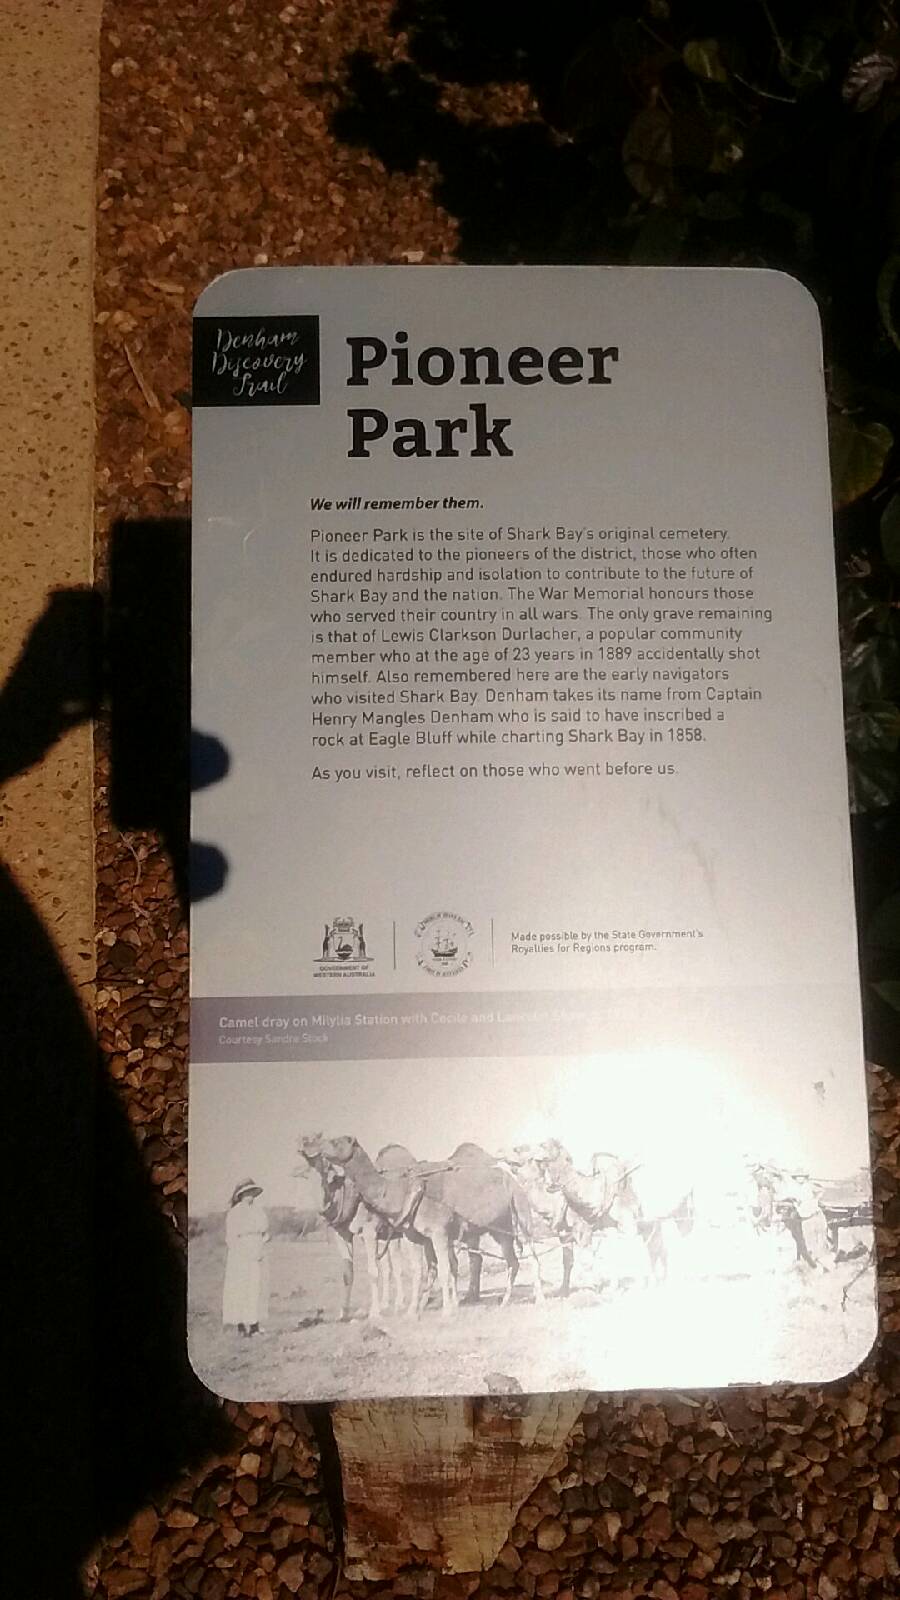 Denham
Discovery
Trail
Pioneer
Park
We will remember them.
Pioneer Park is the site of Shark Bay's original cemetery.
It is dedicated to the pioneers of the district, those who often
endured hardship and isolation to contribute to the future of
Shark Bay and the nation. The War Memorial honours those
who served their country in all wars. The only grave remaining
is that of Lewis Clarkson Durlacher, a popular community
member who at the age of 23 years in 1889 accidentally shot
himself. Also remembered here are the early navigators
who visited Shark Bay. Denham takes its name from Captain
Henry Mangles Denham who is said to have inscribed a
rock at Eagle Bluff while charting Shark Bay in 1858.
As you visit, reflect on those who went before us.
GOVERNMENT OF
WESTERN AUSTRALIA
Made possible by the State Government's
Royalties for Regions program.
Camel dray on Milylia Station with Cecile and
Courtesy Sandra Stock